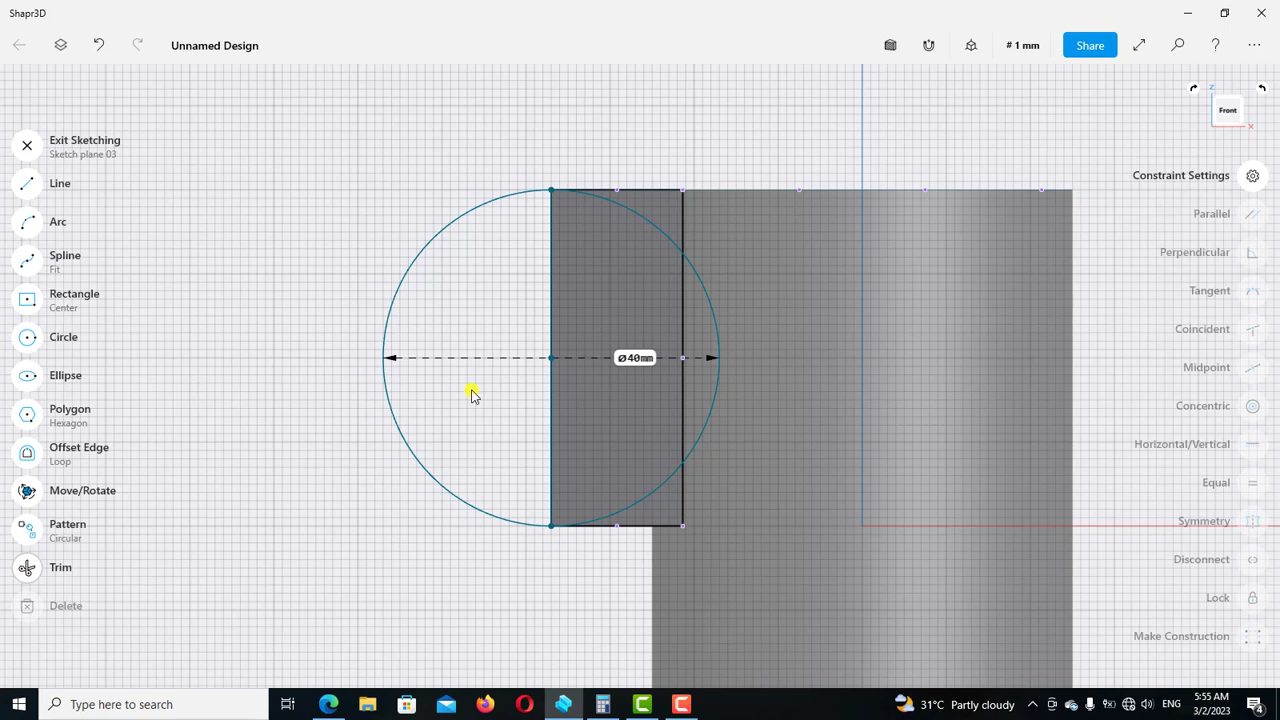 Shapr3D
Unnamed Design
# 1 mm
Share
Z
Front
X
Exit Sketching
Sketch plane 03
Line
Arc
Spline
Fit
Rectangle
Center
Circle
Ellipse
Polygon
Hexagon
Offset Edge
Loop
Move/Rotate
Pattern
Circular
Trim
Delete
Ø40mm
Constraint Settings
Parallel
Perpendicular
Tangent
Coincident
Midpoint
Concentric
Horizontal/Vertical
Equal
Symmetry
Disconnect
Lock
Make Construction
Type here to search
31°C Partly cloudy
ENG
5:55 AM
3/2/2023